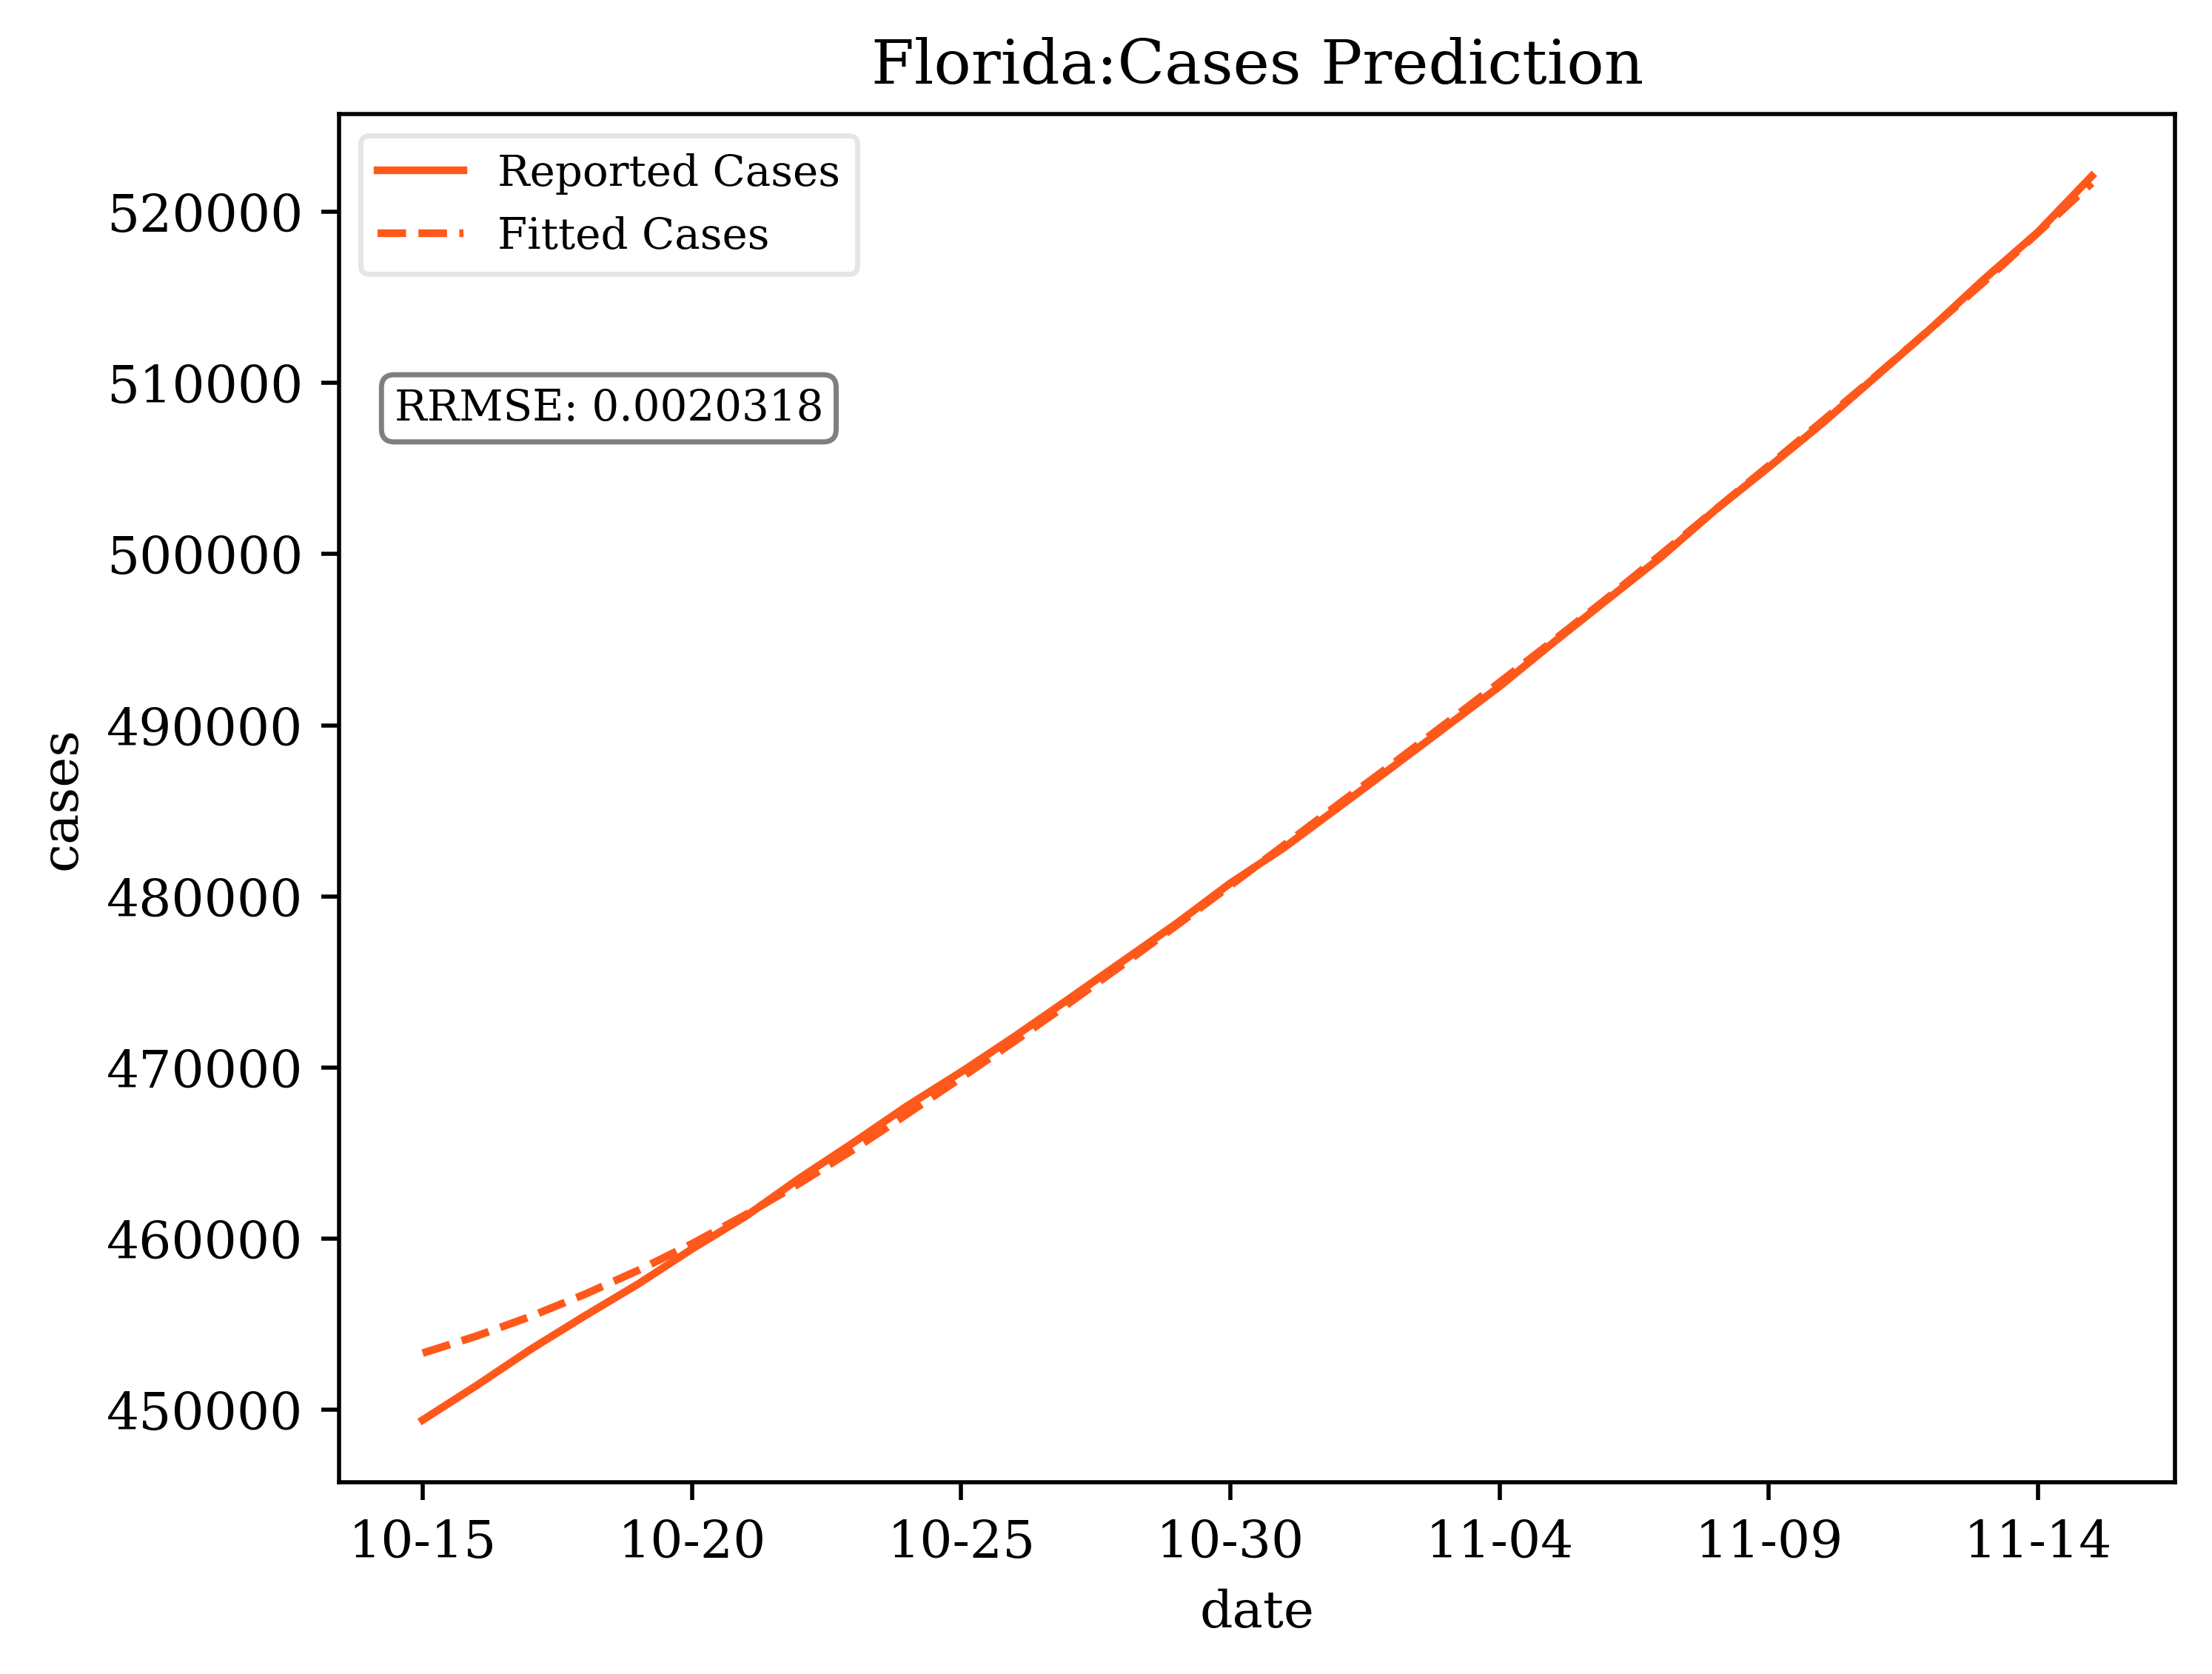 Florida:Cases Prediction
Reported Cases
Fitted Cases
RRMSE: 0.0020318
520000
510000
500000
490000
480000
470000
460000
450000
cases
10-15 10-20 10-25 10-30 11-04 11-09 11-14
date